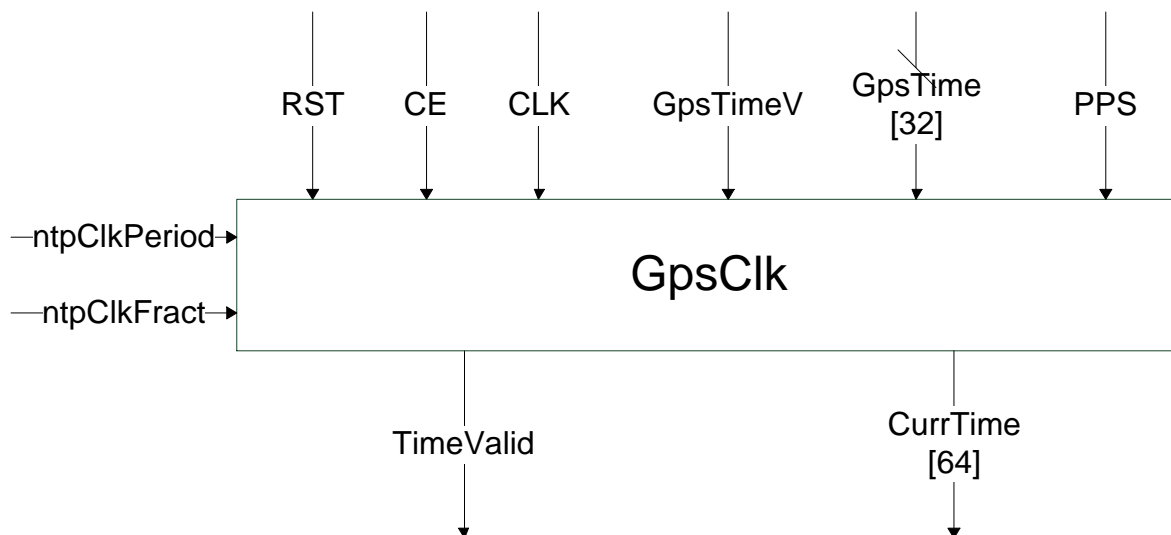 RST
CE
CLK
GpsTimeV
GpsTime
[32]
PPS
ntpClkPeriod
ntpClkFract
GpsClk
TimeValid
CurrTime
[64]